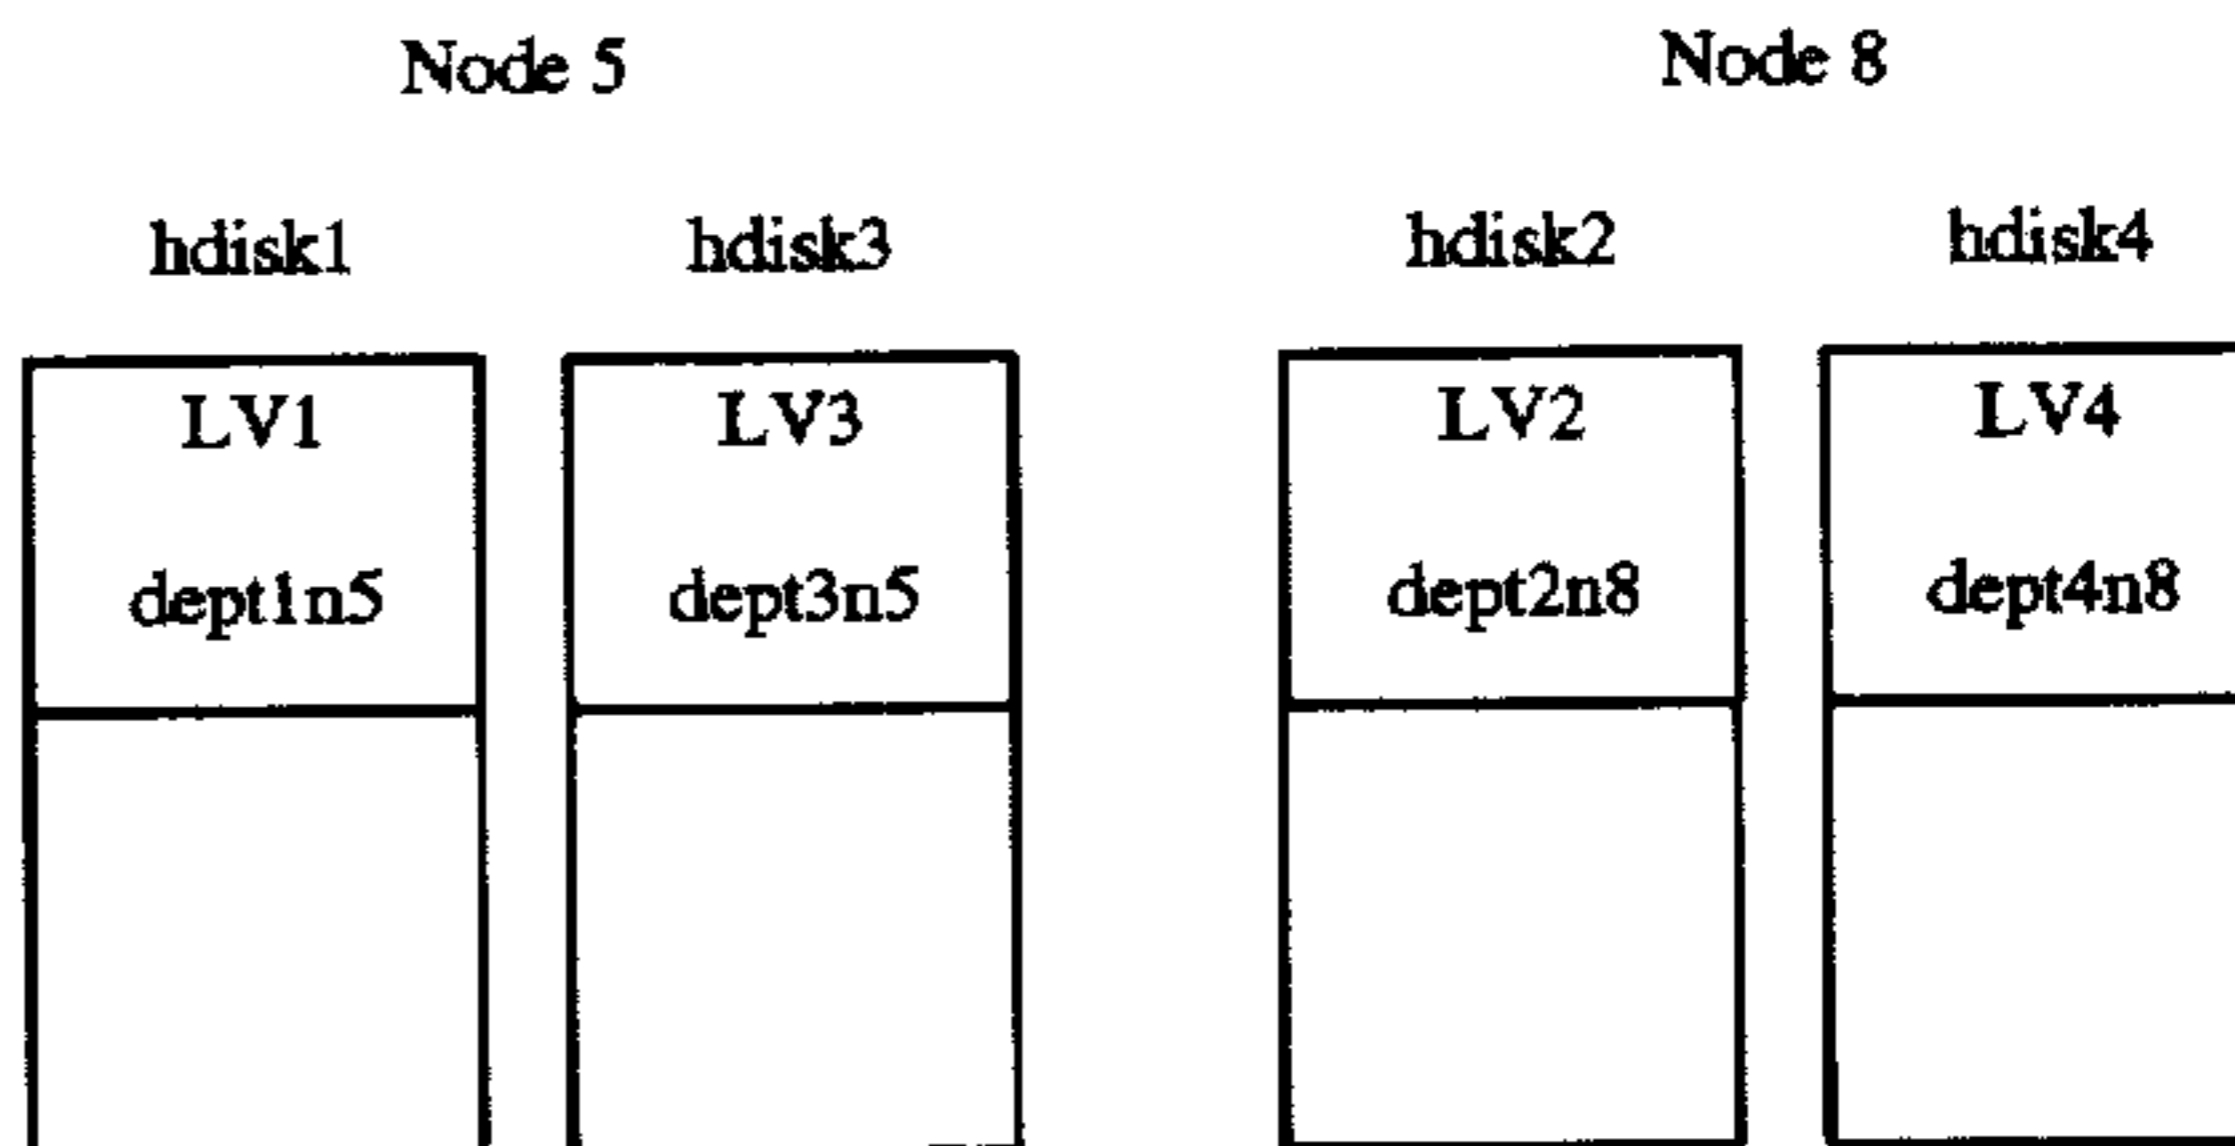 Node 5 Node 8
hdisk1 hdisk3 hdisk2 hdisk4
LV1 LV3 LV2 LV4
dept1n5 dept3n5 dept2n8 dept4n8